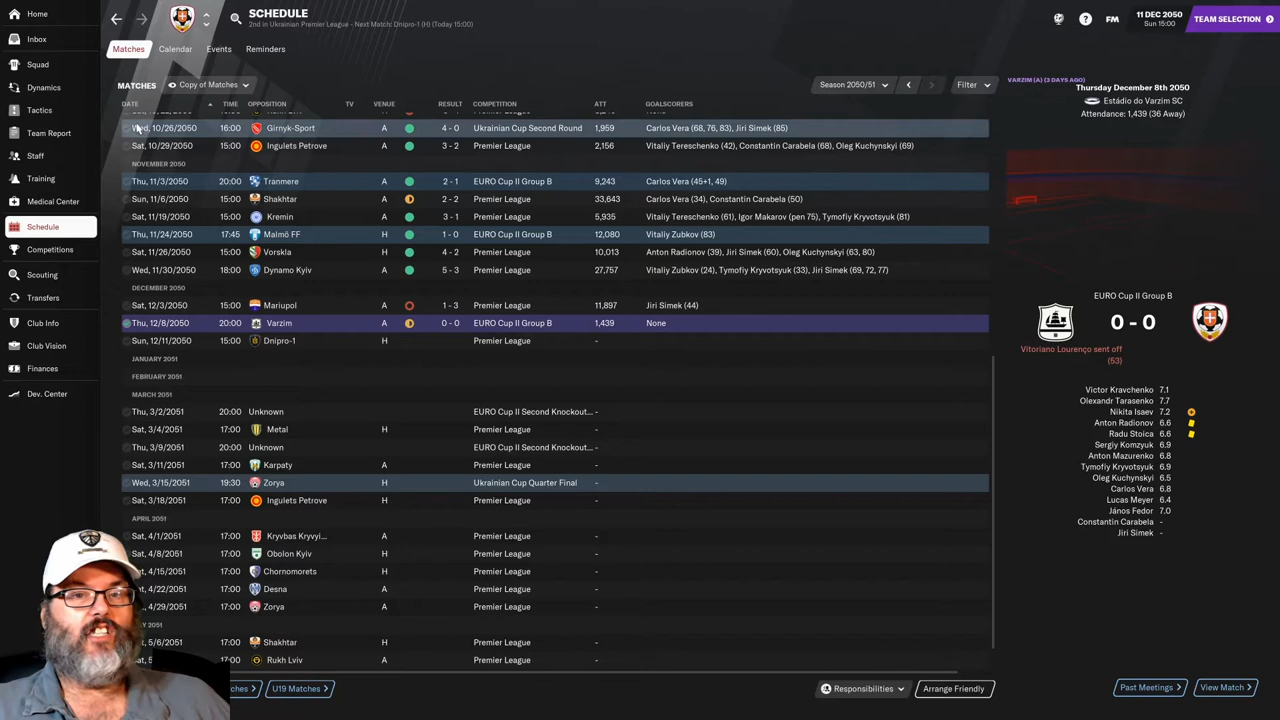 Home
SCHEDULE
2nd in Ukrainian Premier League - Next Match: Dnipro-1 (H) (Today 15:00)
FM
11 DEC 2050
Sun 15:00
TEAM SELECTION
Inbox
Squad
Dynamics
Tactics
Team Report
Staff
Training
Medical Center
Schedule
Competitions
Scouting
Transfers
Club Info
Club Vision
Finances
Dev. Center
Matches Calendar Events Reminders
MATCHES Copy of Matches Season 2050/51 Filter
DATE TIME OPPOSITION TV VENUE RESULT COMPETITION ATT GOALSCORERS
Wed, 10/26/2050 16:00 Girnyk-Sport A 4 - 0 Ukrainian Cup Second Round 1,959 Carlos Vera (68, 76, 83), Jiri Simek (85)
Sat, 10/29/2050 15:00 Ingulets Petrove A 3 - 2 Premier League 2,156 Vitaliy Tereschenko (42), Constantin Carabela (68), Oleg Kuchynskyi (69)
NOVEMBER 2050
Thu, 11/3/2050 20:00 Tranmere A 2 - 1 EURO Cup II Group B 9,243 Carlos Vera (45+1, 49)
Sun, 11/6/2050 15:00 Shakhtar A 2 - 2 Premier League 33,643 Carlos Vera (34), Constantin Carabela (50)
Sat, 11/19/2050 15:00 Kremin A 3 - 1 Premier League 5,935 Vitaliy Tereschenko (61), Igor Makarov (pen 75), Tymofiy Kryvotsyuk (81)
Thu, 11/24/2050 17:45 Malmö FF H 1 - 0 EURO Cup II Group B 12,080 Vitaliy Zubkov (83)
Sat, 11/26/2050 15:00 Vorskla H 4 - 2 Premier League 10,013 Anton Radionov (39), Jiri Simek (60), Oleg Kuchynskyi (63, 80)
Wed, 11/30/2050 18:00 Dynamo Kyiv A 5 - 3 Premier League 27,757 Vitaliy Zubkov (24), Tymofiy Kryvotsyuk (33), Jiri Simek (69, 72, 77)
DECEMBER 2050
Sat, 12/3/2050 15:00 Mariupol A 1 - 3 Premier League 11,897 Jiri Simek (44)
Thu, 12/8/2050 20:00 Varzim A 0 - 0 EURO Cup II Group B 1,439 None
Sun, 12/11/2050 15:00 Dnipro-1 H Premier League -
JANUARY 2051
FEBRUARY 2051
MARCH 2051
Thu, 3/2/2051 20:00 Unknown EURO Cup II Second Knockout... -
Sat, 3/4/2051 17:00 Metal H Premier League -
Thu, 3/9/2051 20:00 Unknown EURO Cup II Second Knockout... -
Sat, 3/11/2051 17:00 Karpaty A Premier League -
Wed, 3/15/2051 19:30 Zorya H Ukrainian Cup Quarter Final -
Sat, 3/18/2051 17:00 Ingulets Petrove H Premier League -
APRIL 2051
Sat, 4/1/2051 17:00 Kryvbas Kryvyi... A Premier League -
Sat, 4/8/2051 17:00 Obolon Kyiv H Premier League -
Sat, 4/15/2051 17:00 Chornomorets H Premier League -
4/22/2051 17:00 Desna A Premier League -
4/29/2051 17:00 Zorya A Premier League -
2051
5/6/2051 17:00 Shakhtar H Premier League -
17:00 Rukh Lviv A Premier League -
U19 Matches
Responsibilities
Arrange Friendly
VARZIM (A) (3 DAYS AGO)
Thursday December 8th 2050
Estádio do Varzim SC
Attendance: 1,439 (36 Away)
EURO Cup II Group B
0 - 0
Vitoriano Lourenço sent off
(53)
Victor Kravchenko 7.1
Olexandr Tarasenko 7.7
Nikita Isaev 7.2
Anton Radionov 6.6
Radu Stoica 6.6
Sergiy Komzyuk 6.9
Anton Mazurenko 6.8
Tymofiy Kryvotsyuk 6.9
Oleg Kuchynskyi 6.5
Carlos Vera 6.8
Lucas Meyer 6.4
János Fedor 7.0
Constantin Carabela -
Jiri Simek -
Past Meetings
View Match